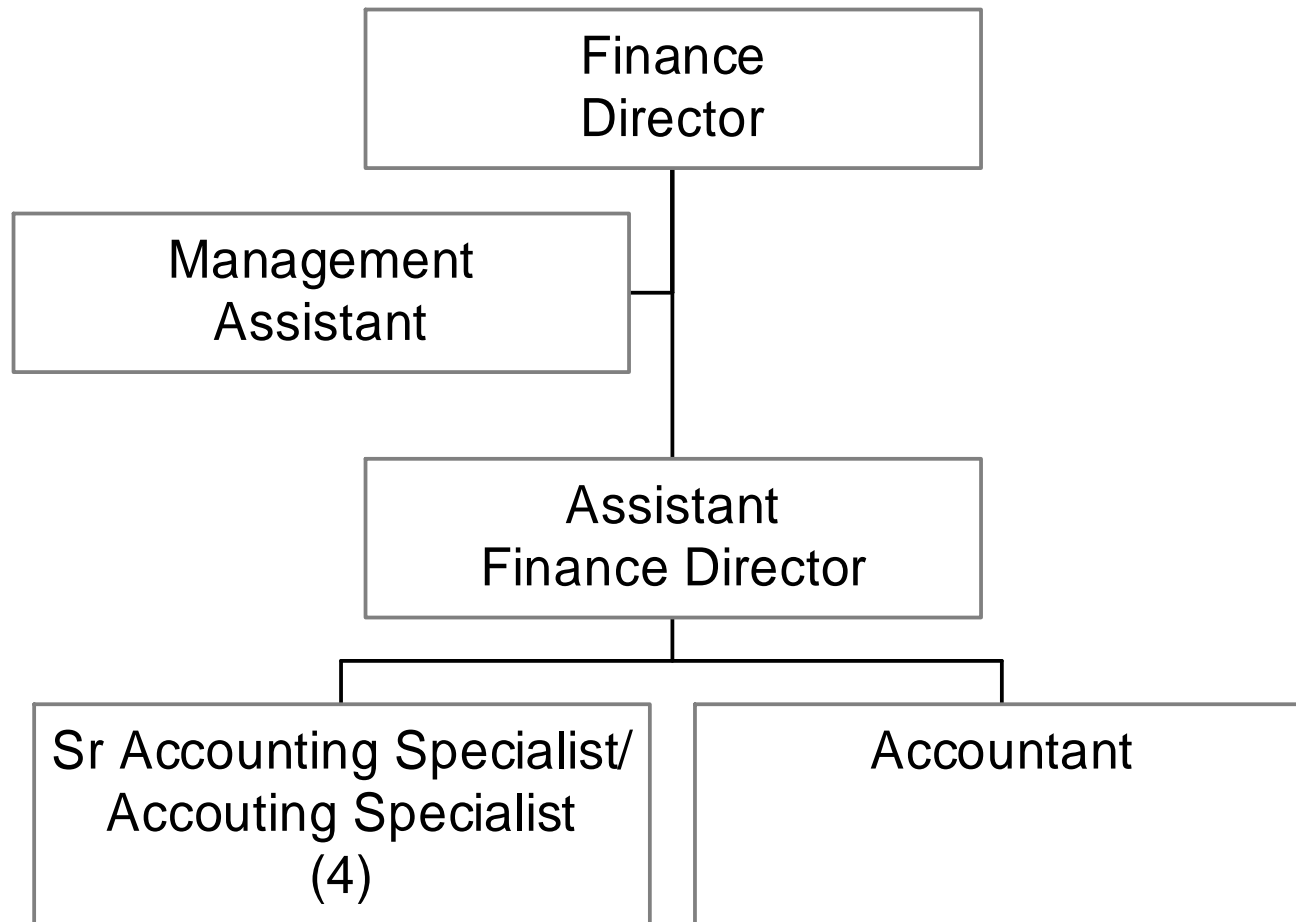 Finance
Director
Management
Assistant
Assistant
Finance Director
Sr Accounting Specialist/
Accouting Specialist
(4)
Accountant